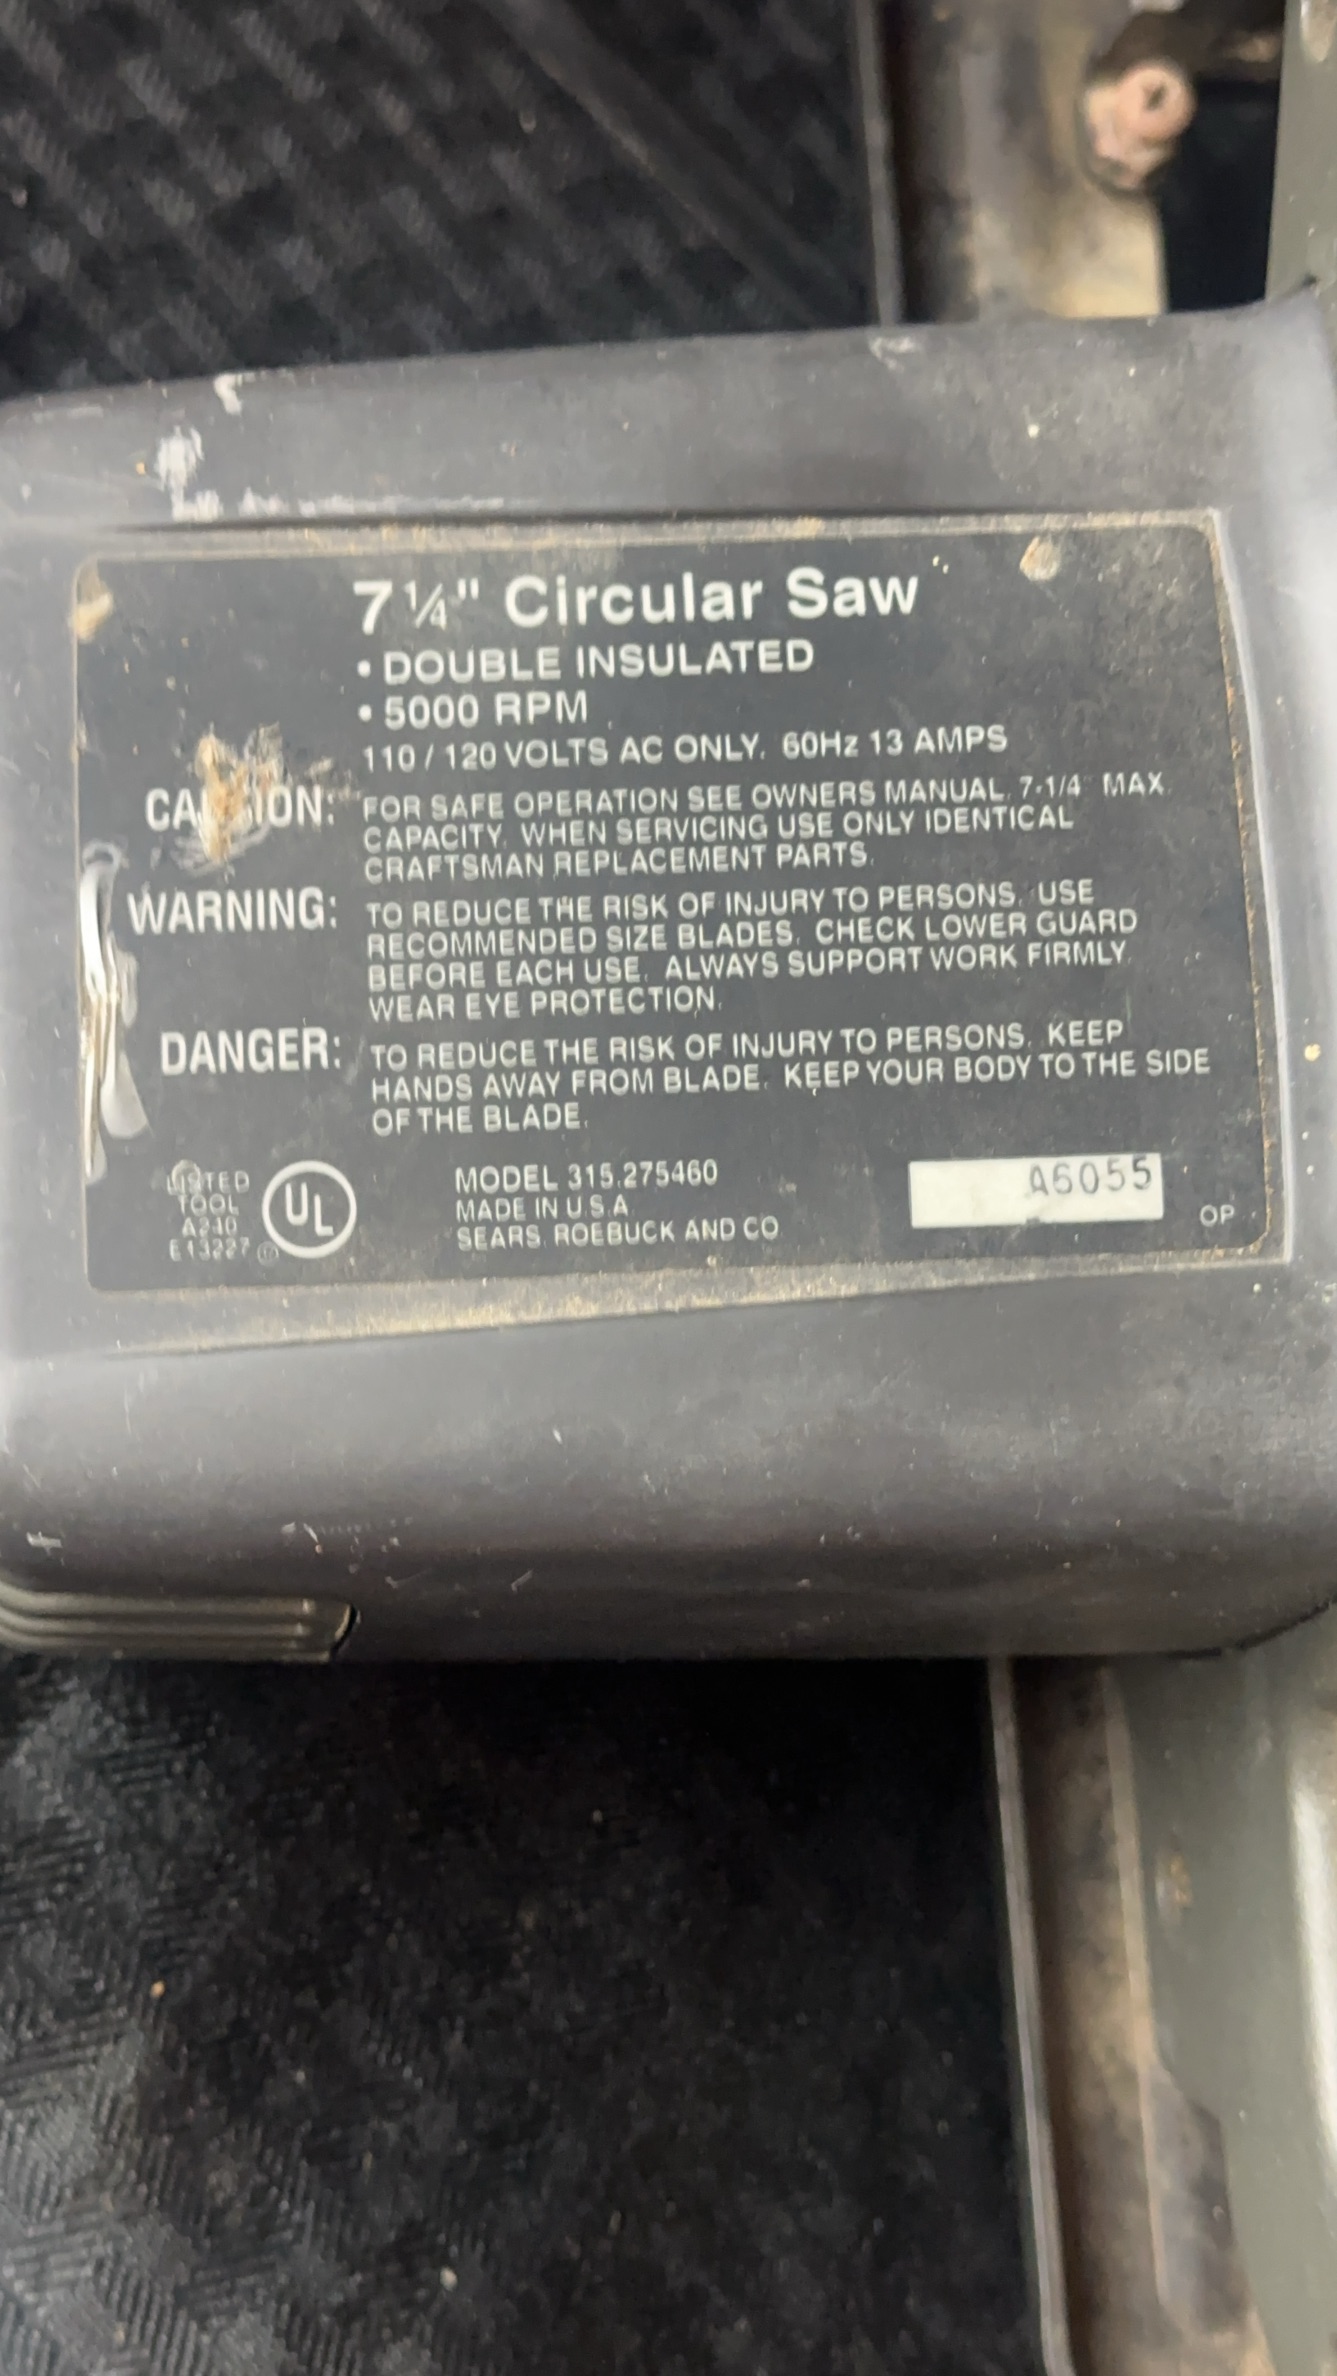 7 1/4" Circular Saw
• DOUBLE INSULATED
• 5000 RPM
110 / 120 VOLTS AC ONLY. 60Hz 13 AMPS
CAUTION: FOR SAFE OPERATION SEE OWNERS MANUAL. 7-1/4" MAX
CAPACITY. WHEN SERVICING USE ONLY IDENTICAL
CRAFTSMAN REPLACEMENT PARTS.
WARNING: TO REDUCE THE RISK OF INJURY TO PERSONS. USE
RECOMMENDED SIZE BLADES. CHECK LOWER GUARD
BEFORE EACH USE. ALWAYS SUPPORT WORK FIRMLY
WEAR EYE PROTECTION.
DANGER: TO REDUCE THE RISK OF INJURY TO PERSONS. KEEP
HANDS AWAY FROM BLADE. KEEP YOUR BODY TO THE SIDE
OF THE BLADE.
LISTED
TOOL
A240
E13227
UL
MODEL 315.275460
MADE IN U.S.A
SEARS, ROEBUCK AND CO
A6055
OP